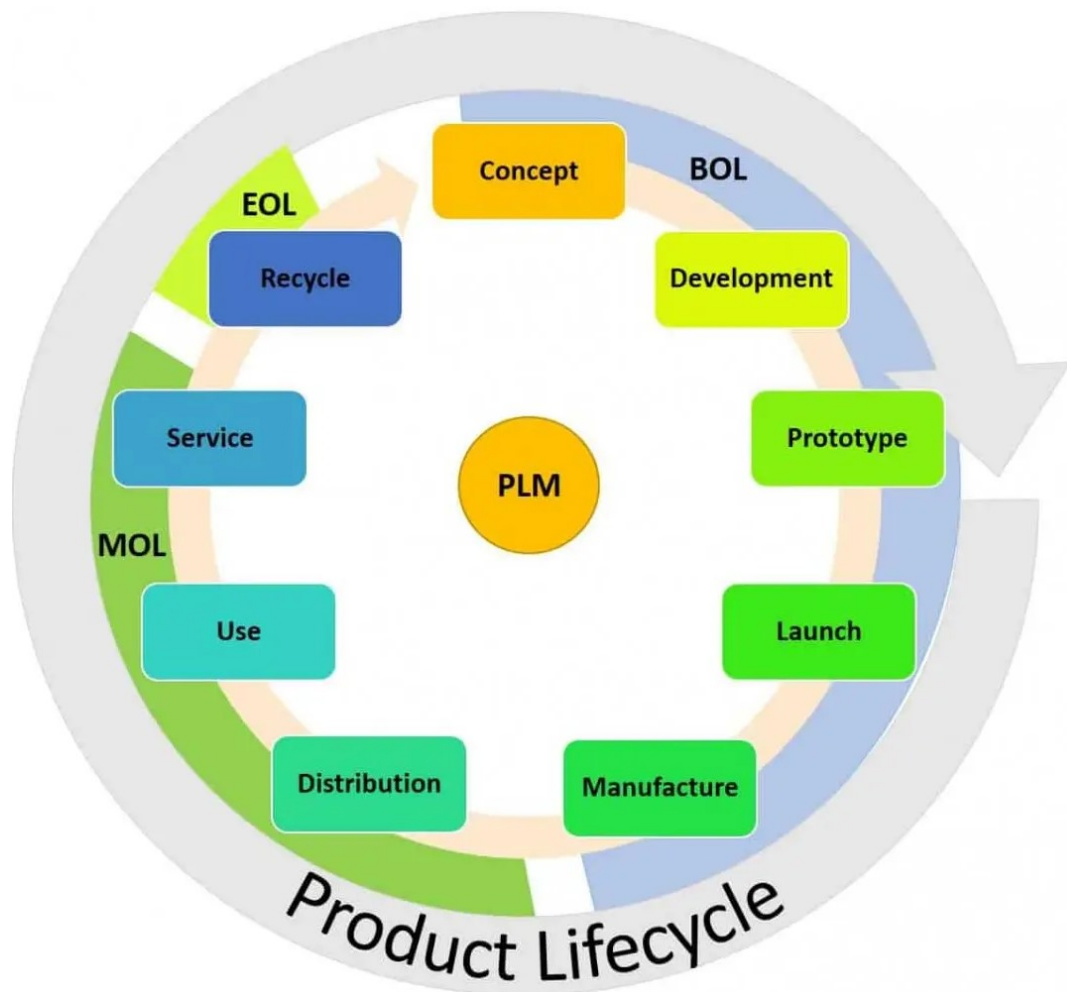 Concept
BOL
Development
Prototype
Launch
Manufacture
Distribution
Use
MOL
Service
Recycle
EOL
PLM
Product Lifecycle